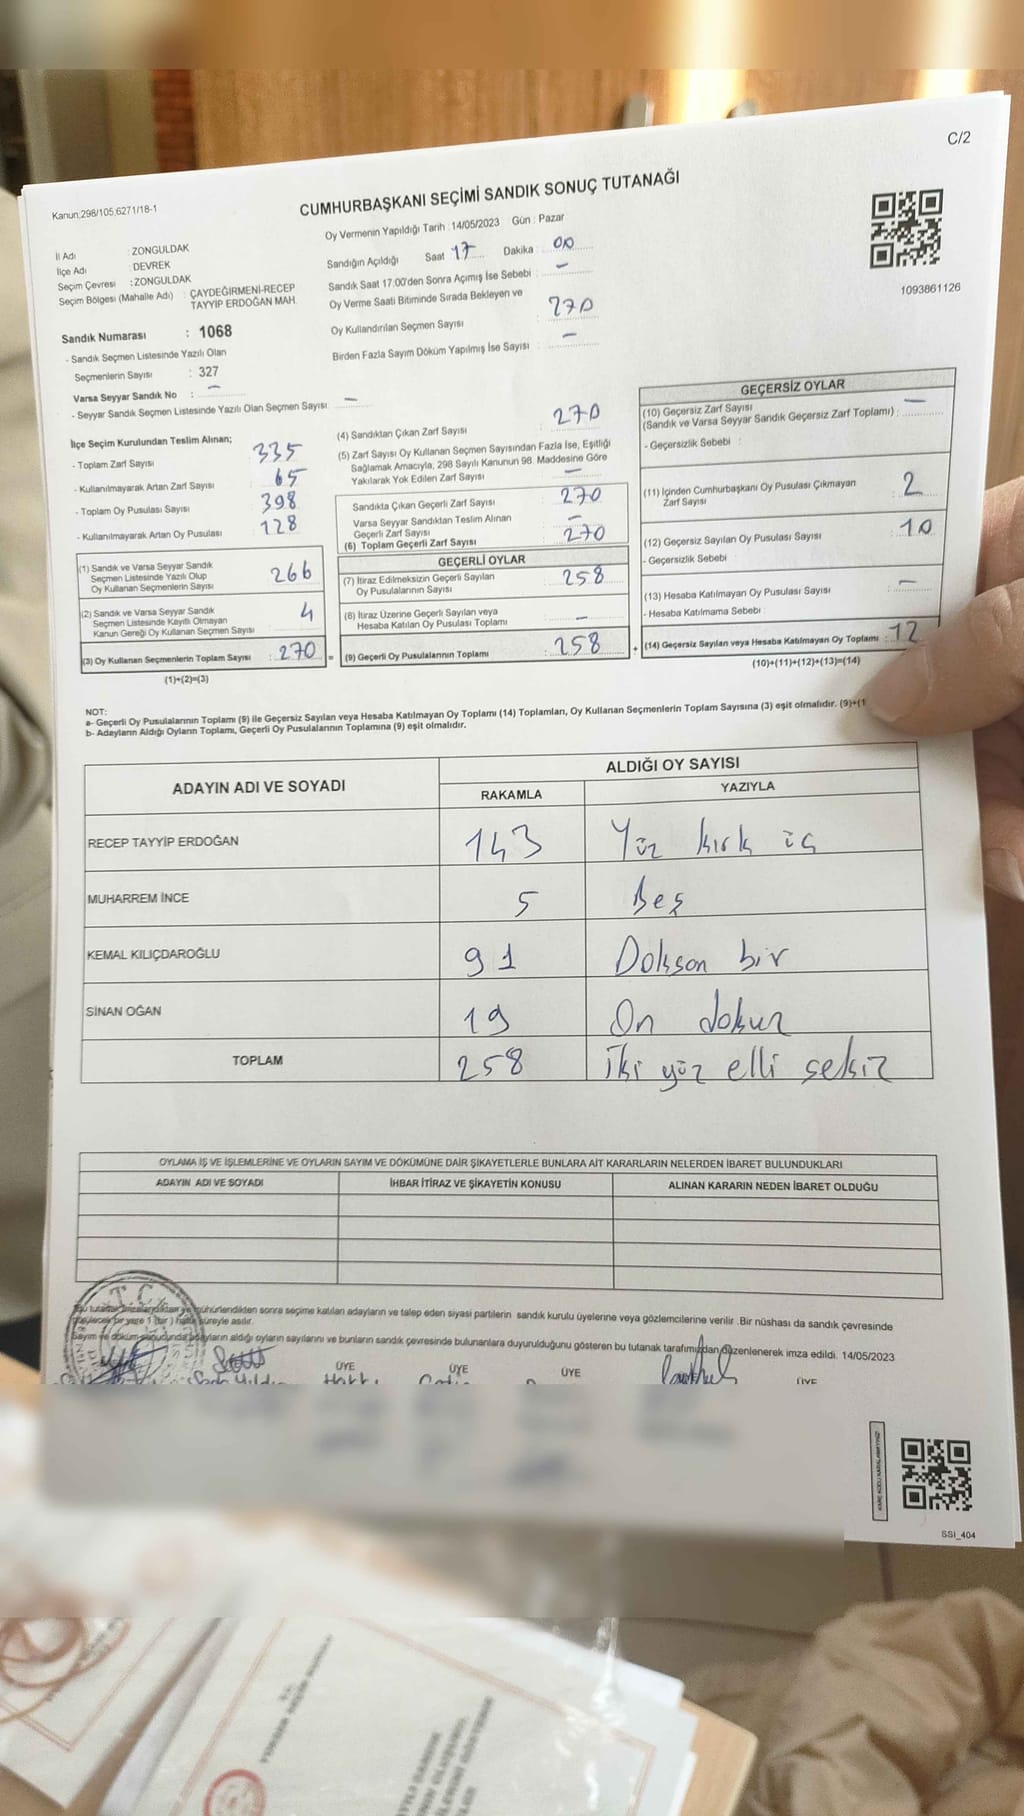 C/2
Kanun;298/105;6271/18-1
CUMHURBAŞKANI SEÇİMİ SANDIK SONUÇ TUTANAĞI
İl Adı : ZONGULDAK
İlçe Adı : DEVREK
Seçim Çevresi : ZONGULDAK
Seçim Bölgesi (Mahalle Adı) : ÇAYDEĞİRMENİ-RECEP
TAYYİP ERDOĞAN MAH.
Sandık Numarası : 1068
- Sandık Seçmen Listesinde Yazılı Olan
Seçmenlerin Sayısı : 327
Varsa Seyyar Sandık No : -
- Seyyar Sandık Seçmen Listesinde Yazılı Olan Seçmen Sayısı : -
Oy Vermenin Yapıldığı Tarih : 14/05/2023 Gün : Pazar
Sandığın Açıldığı Saat 17 Dakika : 00
Sandık Saat 17:00'den Sonra Açımış İse Sebebi : -
Oy Verme Saati Bitiminde Sırada Bekleyen ve
Oy Kullandırılan Seçmen Sayısı : 270
Birden Fazla Sayım Döküm Yapılmış İse Sayısı : -
1093861126
İlçe Seçim Kurulundan Teslim Alınan;
- Toplam Zarf Sayısı 335
- Kullanılmayarak Artan Zarf Sayısı 65
- Toplam Oy Pusulası Sayısı 398
- Kullanılmayarak Artan Oy Pusulası 128
(1) Sandık ve Varsa Seyyar Sandık
Seçmen Listesinde Yazılı Olup
Oy Kullanan Seçmenlerin Sayısı : 266
(2) Sandık ve Varsa Seyyar Sandık
Seçmen Listesinde Kayıtlı Olmayan
Kanun Gereği Oy Kullanan Seçmen Sayısı : 4
(3) Oy Kullanan Seçmenlerin Toplam Sayısı : 270
(1)+(2)=(3)
(4) Sandıktan Çıkan Zarf Sayısı : 270
(5) Zarf Sayısı Oy Kullanan Seçmen Sayısından Fazla İse, Eşitliği
Sağlamak Amacıyla, 298 Sayılı Kanunun 98. Maddesine Göre
Yakılarak Yok Edilen Zarf Sayısı : -
Sandıkta Çıkan Geçerli Zarf Sayısı : 270
Varsa Seyyar Sandıktan Teslim Alınan
Geçerli Zarf Sayısı : -
(6) Toplam Geçerli Zarf Sayısı : 270
GEÇERLİ OYLAR
(7) İtiraz Edilmeksizin Geçerli Sayılan
Oy Pusulalarının Sayısı : 258
(8) İtiraz Üzerine Geçerli Sayılan veya
Hesaba Katılan Oy Pusulası Toplamı : -
= (9) Geçerli Oy Pusulalarının Toplamı : 258
GEÇERSİZ OYLAR
(10) Geçersiz Zarf Sayısı
(Sandık ve Varsa Seyyar Sandık Geçersiz Zarf Toplamı) : -
- Geçersizlik Sebebi :
(11) İçinden Cumhurbaşkanı Oy Pusulası Çıkmayan
Zarf Sayısı : 2
(12) Geçersiz Sayılan Oy Pusulası Sayısı : 10
- Geçersizlik Sebebi :
(13) Hesaba Katılmayan Oy Pusulası Sayısı : -
- Hesaba Katılmama Sebebi :
+ (14) Geçersiz Sayılan veya Hesaba Katılmayan Oy Toplamı : 12
(10)+(11)+(12)+(13)=(14)
NOT:
a- Geçerli Oy Pusulalarının Toplamı (9) ile Geçersiz Sayılan veya Hesaba Katılmayan Oy Toplamı (14) Toplamları, Oy Kullanan Seçmenlerin Toplam Sayısına (3) eşit olmalıdır. (9)+(1
b- Adayların Aldığı Oyların Toplamı, Geçerli Oy Pusulalarının Toplamına (9) eşit olmalıdır.
ADAYIN ADI VE SOYADI ALDIĞI OY SAYISI
RAKAMLA YAZIYLA
RECEP TAYYİP ERDOĞAN 143 Yüz kırk üç
MUHARREM İNCE 5 Beş
KEMAL KILIÇDAROĞLU 91 Doksan bir
SİNAN OĞAN 19 On dokuz
TOPLAM 258 İki yüz elli sekiz
OYLAMA İŞ VE İŞLEMLERİNE VE OYLARIN SAYIM VE DÖKÜMÜNE DAİR ŞİKAYETLERLE BUNLARA AİT KARARLARIN NELERDEN İBARET BULUNDUKLARI
ADAYIN ADI VE SOYADI İHBAR İTİRAZ VE ŞİKAYETİN KONUSU ALINAN KARARIN NEDEN İBARET OLDUĞU
Bu tutanak imzalandıktan ve mühürlendikten sonra seçime katılan adayların ve talep eden siyasi partilerin sandık kurulu üyelerine veya gözlemcilerine verilir .Bir nüshası da sandık çevresinde
bir yere 1 (bir) hafta süreyle asılır.
Sayım ve döküm sonucunda adayların aldığı oyların sayılarını ve bunların sandık çevresinde bulunanlara duyurulduğunu gösteren bu tutanak tarafımızdan düzenlenerek imza edildi. 14/05/2023
T.C.
ÜYE ÜYE ÜYE ÜYE
SSI_404